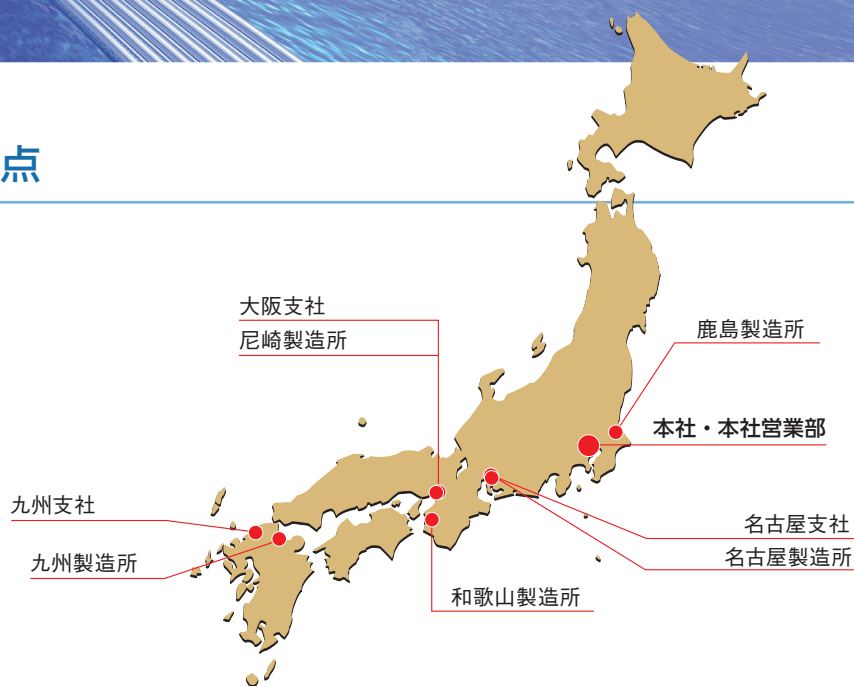 点
大阪支社
尼崎製造所
鹿島製造所
本社・本社営業部
九州支社
名古屋支社
九州製造所
名古屋製造所
和歌山製造所